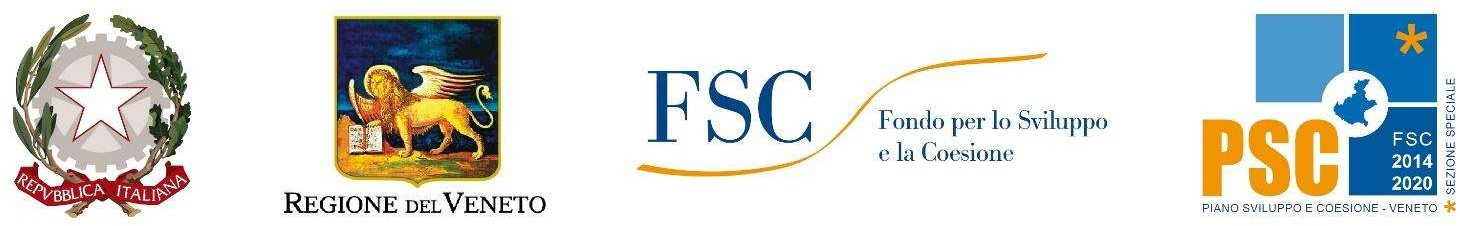 REPVBBLICA ITALIANA
REGIONE DEL VENETO
FSC
Fondo per lo Sviluppo
e la Coesione
PSC
FSC
2014
2020
PIANO SVILUPPO E COESIONE - VENETO
* SEZIONE SPECIALE